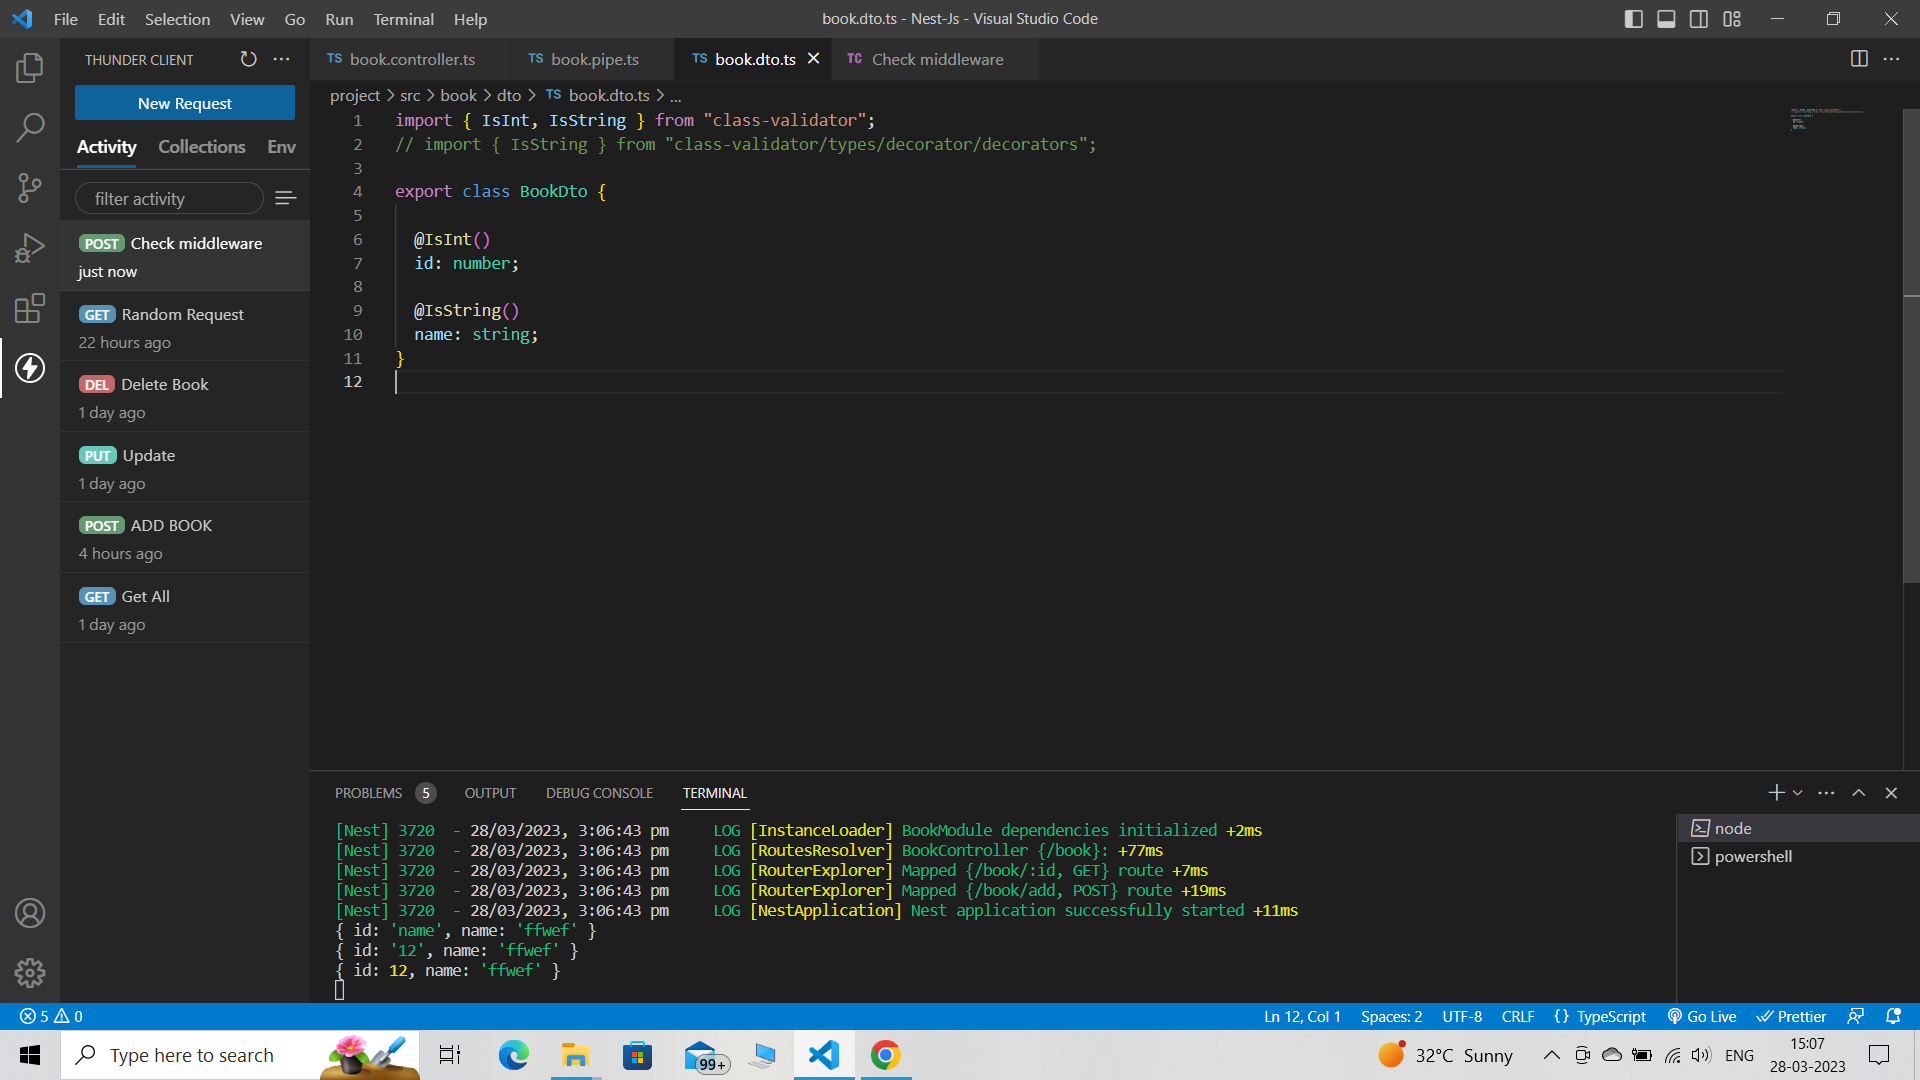 File Edit Selection View Go Run Terminal Help
book.dto.ts - Nest-Js - Visual Studio Code
THUNDER CLIENT
New Request
Activity Collections Env
filter activity
POST Check middleware
just now
GET Random Request
22 hours ago
DEL Delete Book
1 day ago
PUT Update
1 day ago
POST ADD BOOK
4 hours ago
GET Get All
1 day ago
TS book.controller.ts TS book.pipe.ts TS book.dto.ts TC Check middleware
project > src > book > dto > TS book.dto.ts > ...
1 import { IsInt, IsString } from "class-validator";
2 // import { IsString } from "class-validator/types/decorator/decorators";
3
4 export class BookDto {
5
6 @IsInt()
7 id: number;
8
9 @IsString()
10 name: string;
11 }
12
PROBLEMS 5 OUTPUT DEBUG CONSOLE TERMINAL
[Nest] 3720 - 28/03/2023, 3:06:43 pm LOG [InstanceLoader] BookModule dependencies initialized +2ms
[Nest] 3720 - 28/03/2023, 3:06:43 pm LOG [RoutesResolver] BookController {/book}: +77ms
[Nest] 3720 - 28/03/2023, 3:06:43 pm LOG [RouterExplorer] Mapped {/book/:id, GET} route +7ms
[Nest] 3720 - 28/03/2023, 3:06:43 pm LOG [RouterExplorer] Mapped {/book/add, POST} route +19ms
[Nest] 3720 - 28/03/2023, 3:06:43 pm LOG [NestApplication] Nest application successfully started +11ms
{ id: 'name', name: 'ffwef' }
{ id: '12', name: 'ffwef' }
{ id: 12, name: 'ffwef' }
node
powershell
5 0
Ln 12, Col 1 Spaces: 2 UTF-8 CRLF { } TypeScript Go Live Prettier
Type here to search
99+
32°C Sunny
ENG
15:07
28-03-2023